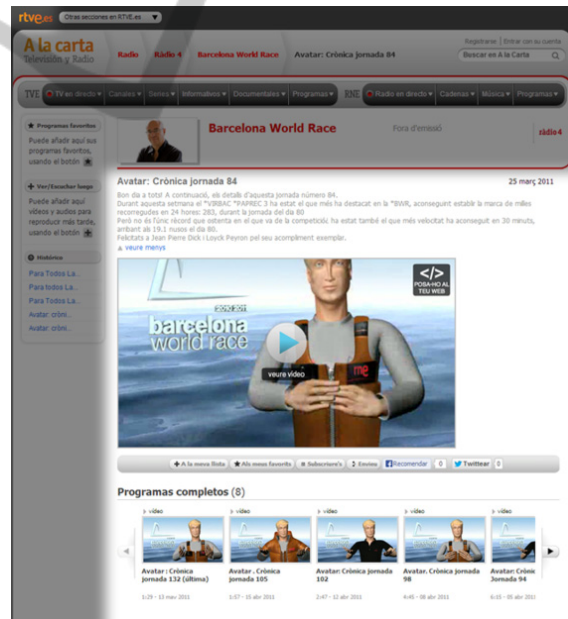 rtve.es Otras secciones en RTVE.es
A la carta
Televisión y Radio
Radio Ràdio 4 Barcelona World Race Avatar: Crònica jornada 84
Registrarse | Entrar con su cuenta
Buscar en A la Carta
TVE TV en directo Canales Series Informativos Documentales Programas RNE Radio en directo Cadenas Música Programas
Programas favoritos
Puede añadir aquí sus
programas favoritos,
usando el botón
Ver/Escuchar luego
Puede añadir aquí
vídeos y audios para
reproducir más tarde,
usando el botón
Histórico
Para Todos La...
Para todos La...
Para Todos La...
Avatar: cròni...
Avatar: cròni...
Barcelona World Race
Fora d'emissió
ràdio 4
Avatar: Crònica jornada 84
25 març 2011
Bon dia a tots! A continuació, els detalls d'aquesta jornada número 84.
Durant aquesta setmana el *VIRBAC *PAPREC 3 ha estat el que més ha destacat en la *BWR, aconseguint establir la marca de milles
recorregudes en 24 hores: 283, durant la jornada del dia 80
Però no és l'únic rècord que ostenta en el que va de la competició; ha estat també el que més velocitat ha aconseguit en 30 minuts,
arribant als 19.1 nusos el dia 80.
Felicitats a Jean Pierre Dick i Loyck Peyron pel seu acompliment exemplar.
veure menys
</>
POSA-HO AL
TEU WEB
barcelona
world race
me
veure vídeo
A la meva llista Als meus favorits Subscriure's Envieu Recomendar 0 Twittear 0
Programas completos (8)
vídeo vídeo vídeo vídeo vídeo
Avatar: Crònica jornada 132 (última)
Avatar. Crònica jornada 105
Avatar: Crònica jornada 102
Avatar. Crònica jornada 98
Avatar: Crònic Jornada 94
1:29 - 13 may 2011 1:57 - 15 abr 2011 2:47 - 12 abr 2011 6:45 - 08 abr 2011 6:10 - 05 abr 2011